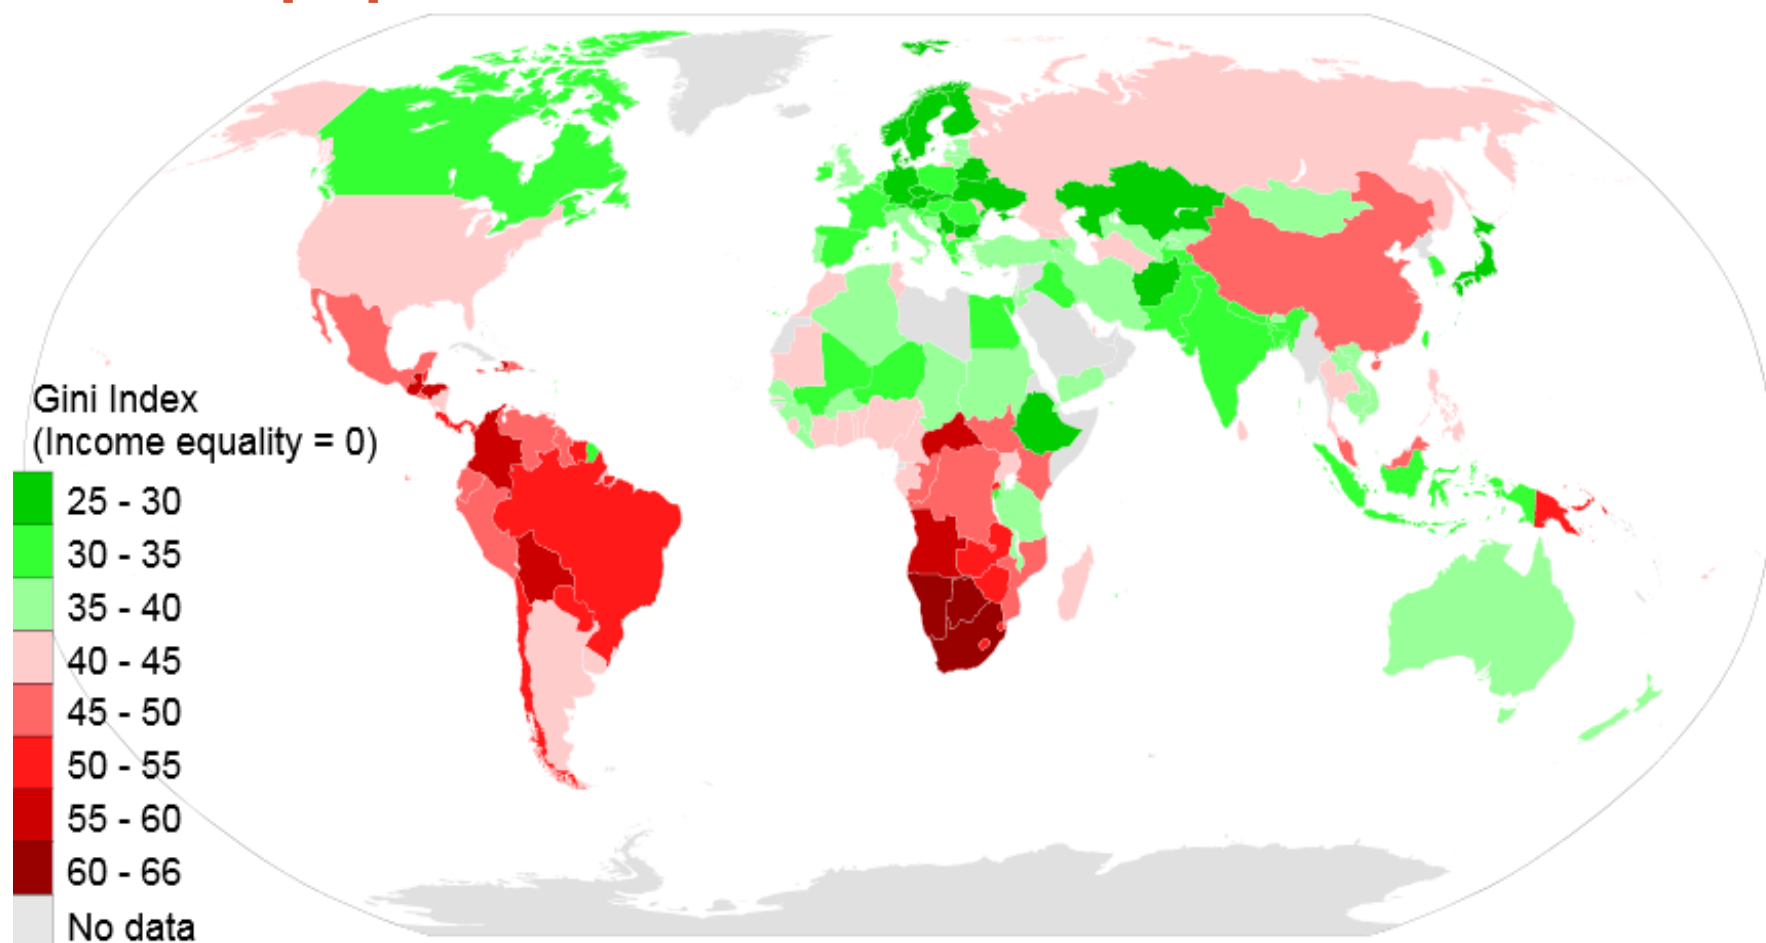 Gini Index
(Income equality = 0)
25 - 30
30 - 35
35 - 40
40 - 45
45 - 50
50 - 55
55 - 60
60 - 66
No data